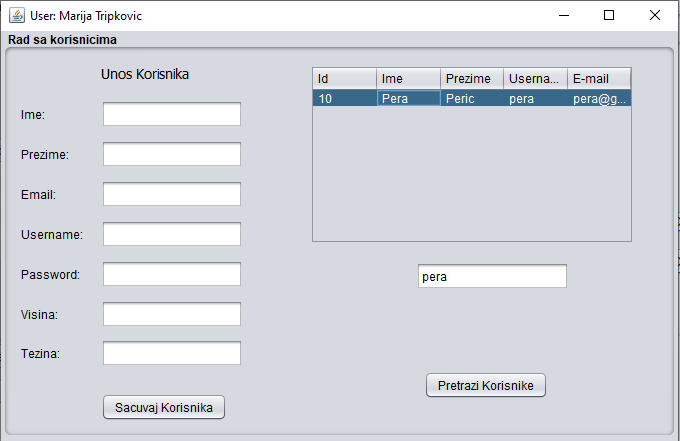 User: Marija Tripkovic
Rad sa korisnicima
Unos Korisnika
Ime:
Prezime:
Email:
Username:
Password:
Visina:
Tezina:
Sacuvaj Korisnika
Id Ime Prezime Userna... E-mail
10 Pera Peric pera pera@g...
pera
Pretrazi Korisnike